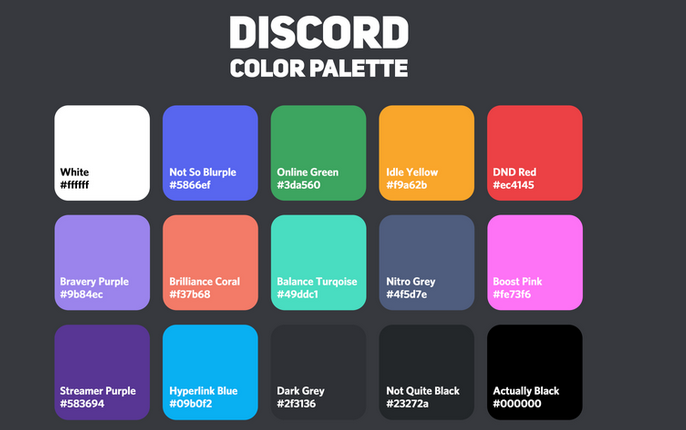 DISCORD
COLOR PALETTE
White
#ffffff
Not So Blurple
#5866ef
Online Green
#3da560
Idle Yellow
#f9a62b
DND Red
#ec4145
Bravery Purple
#9b84ec
Brilliance Coral
#f37b68
Balance Turqoise
#49ddc1
Nitro Grey
#4f5d7e
Boost Pink
#fe73f6
Streamer Purple
#583694
Hyperlink Blue
#09b0f2
Dark Grey
#2f3136
Not Quite Black
#23272a
Actually Black
#000000